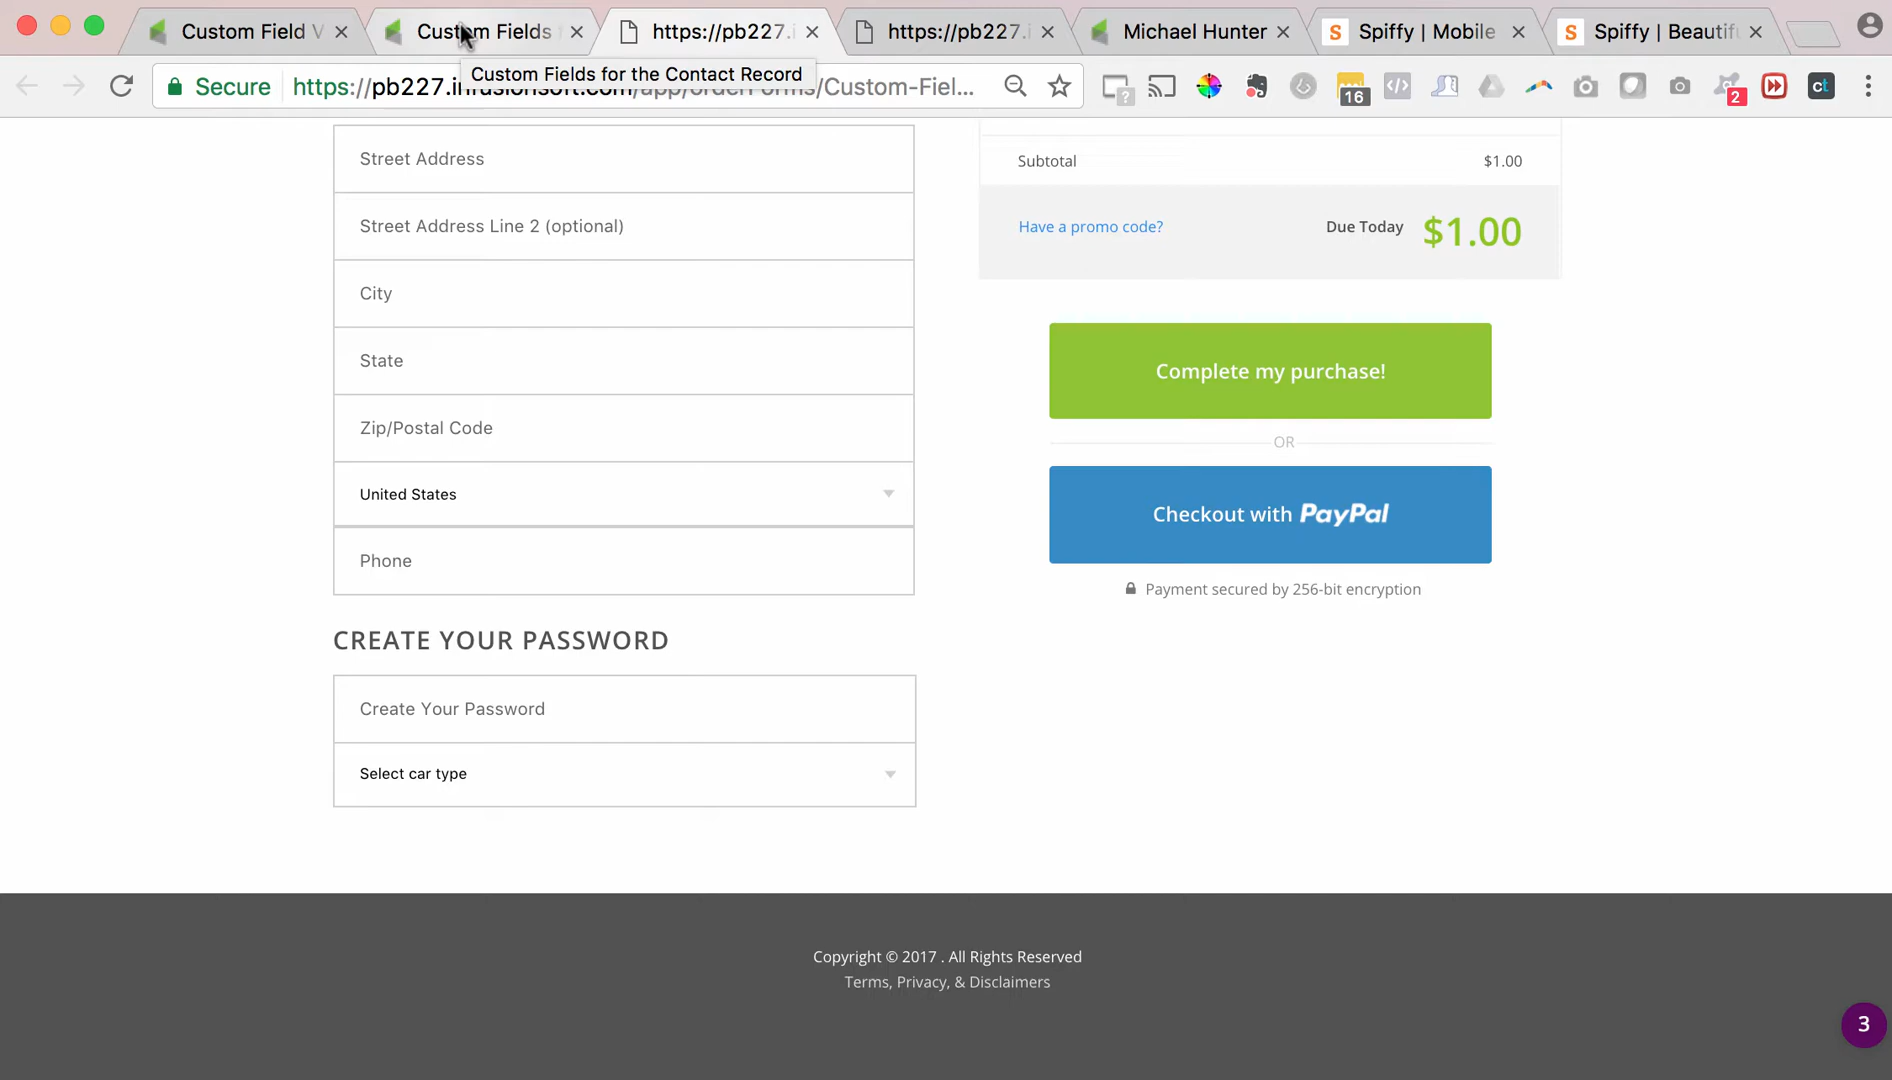 Custom Field V
Custom Fields
https://pb227.i
https://pb227.i
Michael Hunter
S Spiffy | Mobile
S Spiffy | Beautif
Custom Fields for the Contact Record
Secure
https://pb227.infusionsoft.com/app/orderForms/Custom-Fiel...
?
16
2
ct
Street Address
Street Address Line 2 (optional)
City
State
Zip/Postal Code
United States
Phone
CREATE YOUR PASSWORD
Create Your Password
Select car type
Subtotal
$1.00
Have a promo code?
Due Today
$1.00
Complete my purchase!
OR
Checkout with PayPal
Payment secured by 256-bit encryption
Copyright © 2017 . All Rights Reserved
Terms, Privacy, & Disclaimers
3